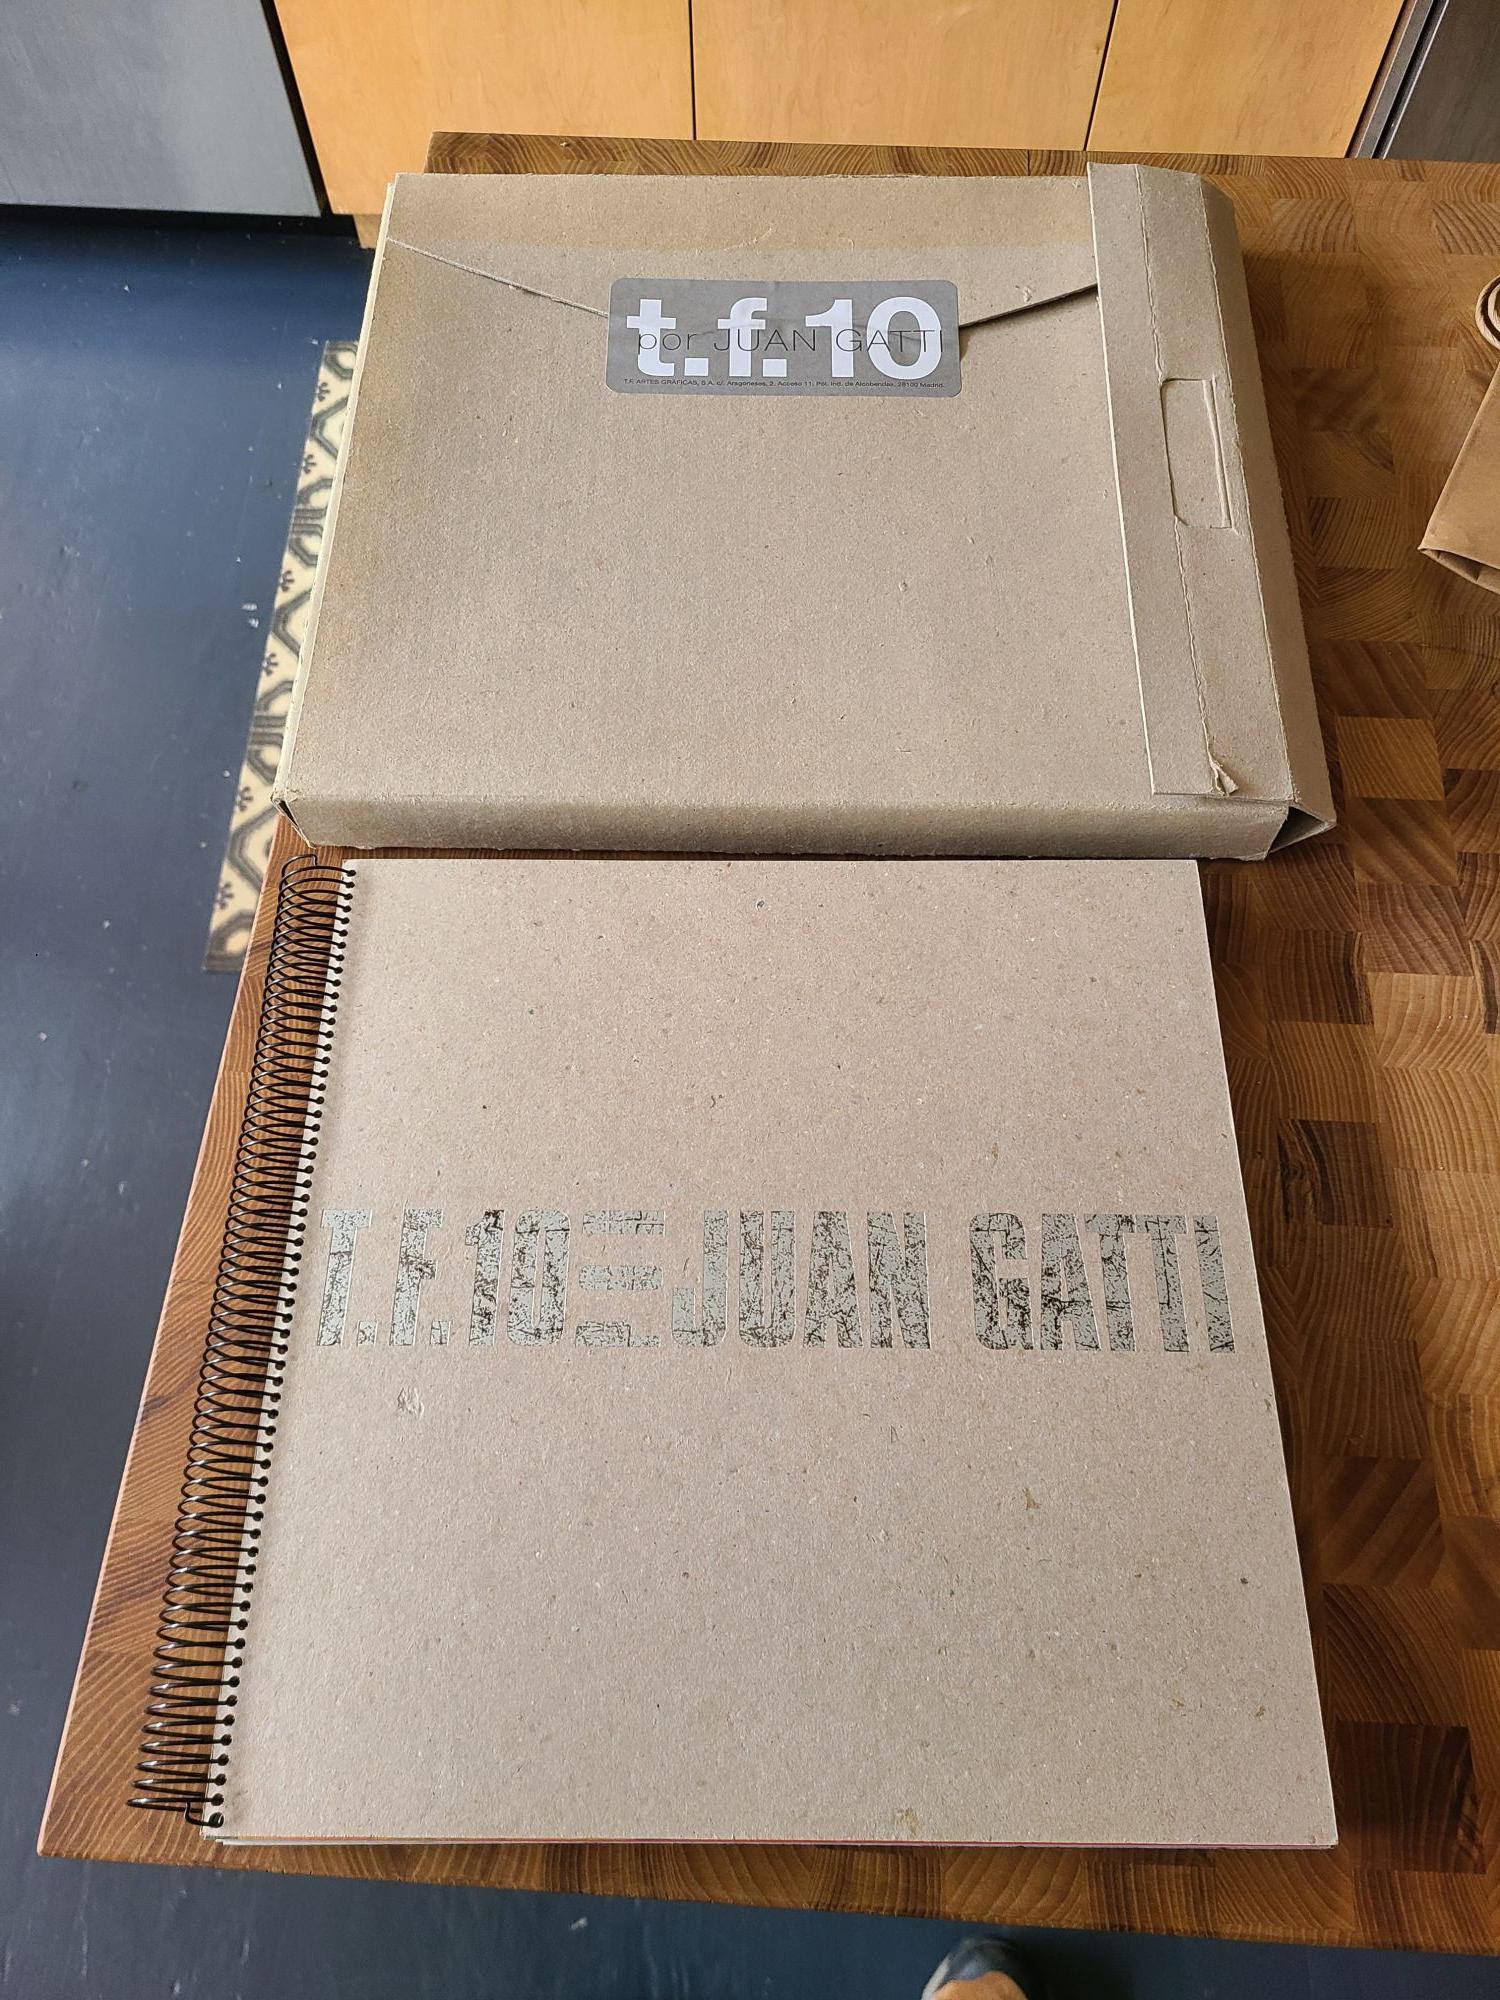 t.f.10
por JUAN GATTI
T.F. ARTES GRÁFICAS, S.A. c/. Aragoneses, 2. Acceso 11. Pol. Ind. de Alcobendas. 28100 Madrid.
T.F.10=JUAN GATTI